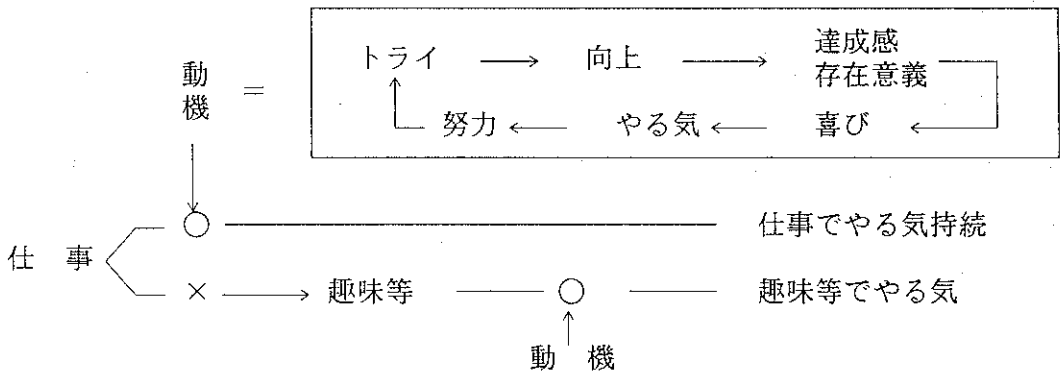 動機 =
トライ → 向上 → 達成感
存在意義
努力 ← やる気 ← 喜び
仕事
○ 仕事でやる気持続
× → 趣味等 ○ 趣味等でやる気
動機